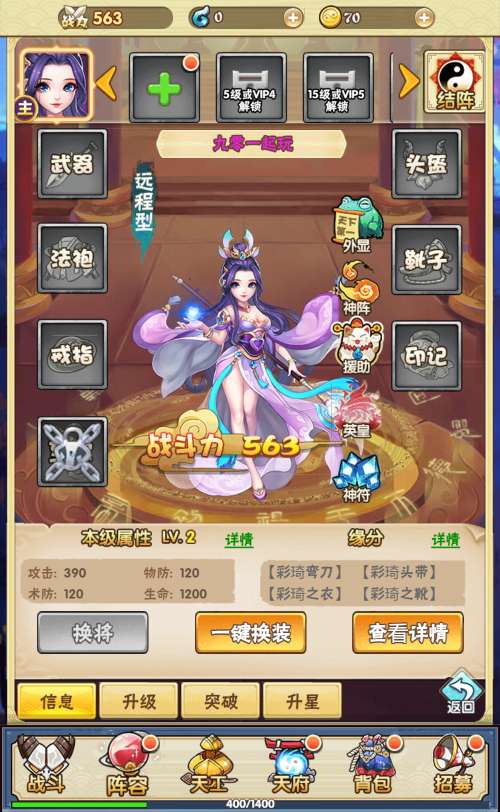 战力 563
0
70
主
5级或VIP4
解锁
15级或VIP5
解锁
结阵
九零一起玩
武器
头盔
远程型
天下
第一
外显
法袍
靴子
神阵
戒指
援助
印记
英皇
战斗力 563
神符
本级属性 LV.2 详情
缘分 详情
攻击: 390 物防: 120
术防: 120 生命: 1200
【彩琦弯刀】 【彩琦头带】
【彩琦之衣】 【彩琦之靴】
换将 一键换装 查看详情
信息 升级 突破 升星
返回
战斗 阵容 天工 天府 背包 招募
400/1400